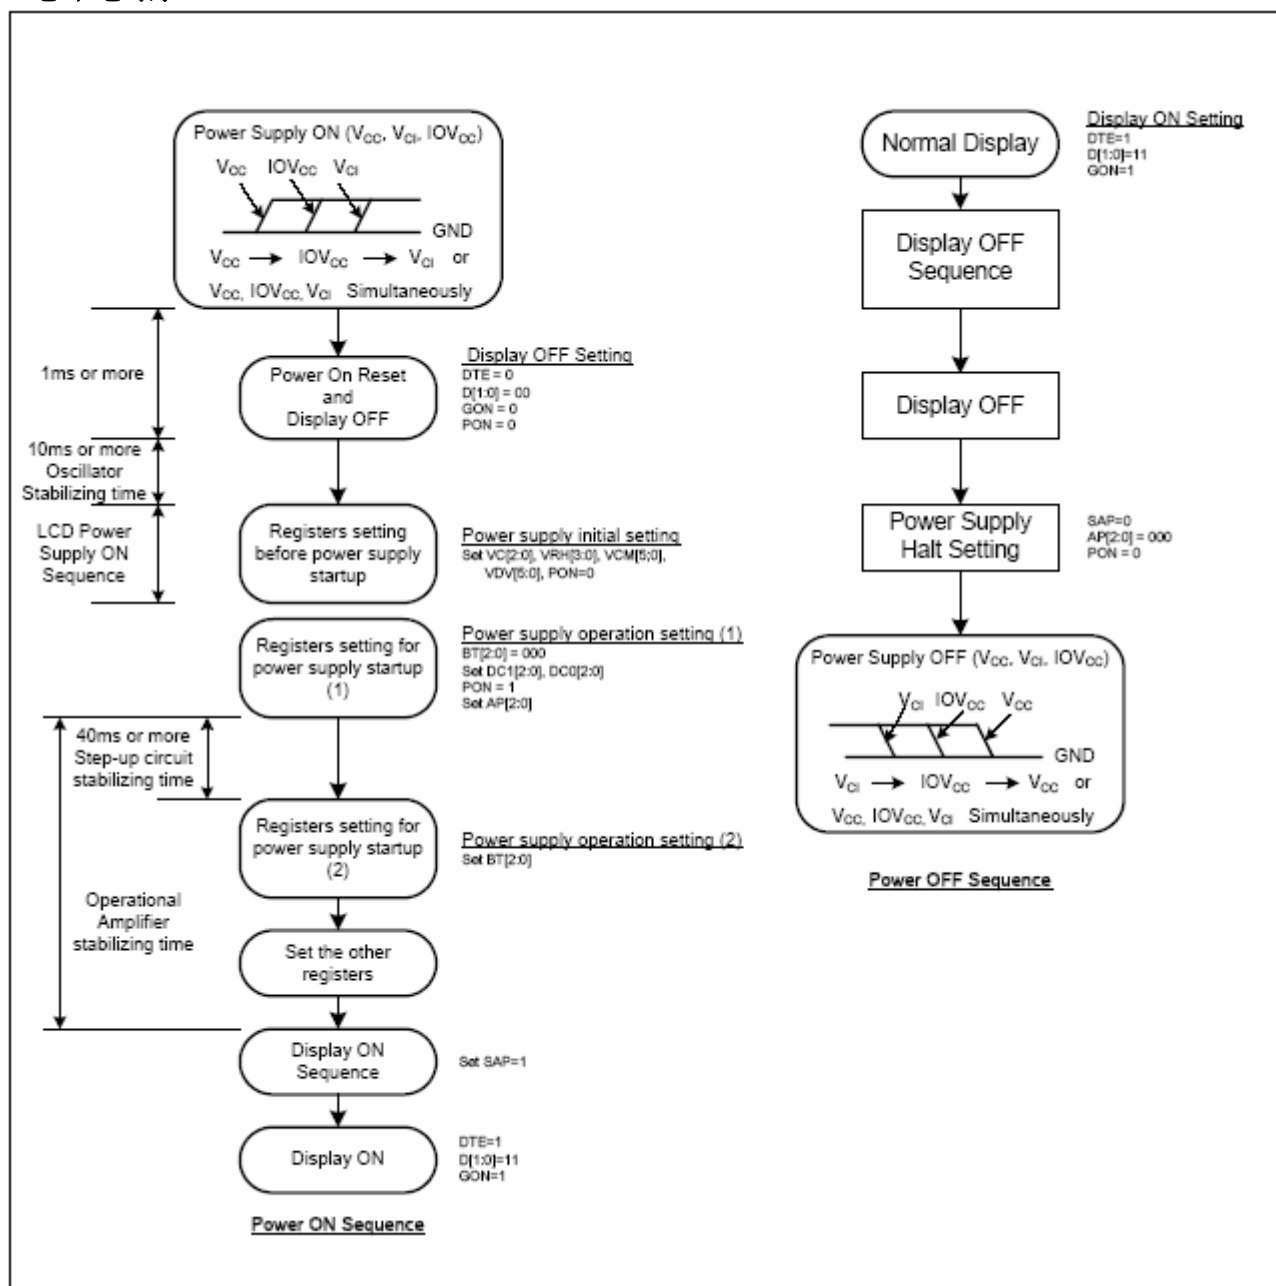 Power Supply ON (VCC, VCI, IOVCC)
VCC IOVCC VCI
GND
VCC → IOVCC → VCI or
VCC, IOVCC, VCI Simultaneously
1ms or more
Power On Reset
and
Display OFF
Display OFF Setting
DTE = 0
D[1:0] = 00
GON = 0
PON = 0
10ms or more
Oscillator
Stabilizing time
LCD Power
Supply ON
Sequence
Registers setting
before power supply
startup
Power supply initial setting
Set VC[2:0], VRH[3:0], VCM[5;0],
VDV[5:0], PON=0
Registers setting for
power supply startup
(1)
Power supply operation setting (1)
BT[2:0] = 000
Set DC1[2:0], DC0[2:0]
PON = 1
Set AP[2:0]
40ms or more
Step-up circuit
stabilizing time
Registers setting for
power supply startup
(2)
Power supply operation setting (2)
Set BT[2:0]
Operational
Amplifier
stabilizing time
Set the other
registers
Display ON
Sequence
Set SAP=1
Display ON
DTE=1
D[1:0]=11
GON=1
Power ON Sequence
Normal Display
Display ON Setting
DTE=1
D[1:0]=11
GON=1
Display OFF
Sequence
Display OFF
Power Supply
Halt Setting
SAP=0
AP[2:0] = 000
PON = 0
Power Supply OFF (VCC, VCI, IOVCC)
VCI IOVCC VCC
GND
VCI → IOVCC → VCC or
VCC, IOVCC, VCI Simultaneously
Power OFF Sequence